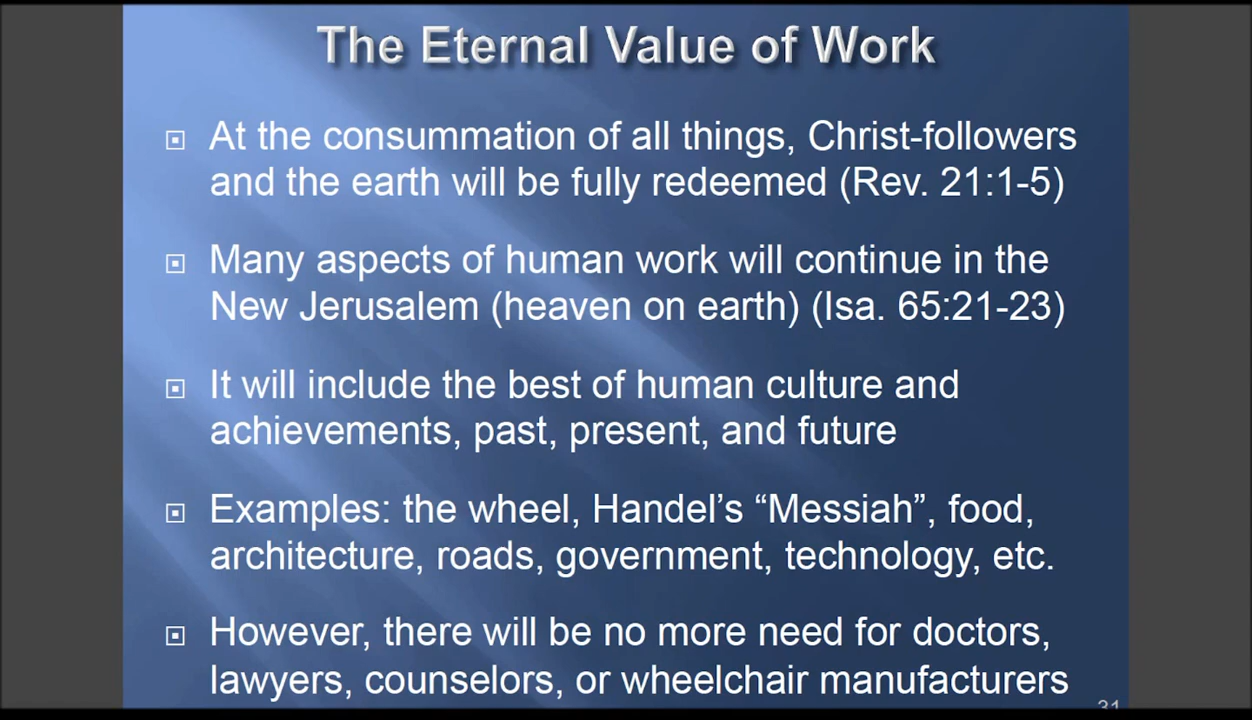 The Eternal Value of Work
At the consummation of all things, Christ-followers
and the earth will be fully redeemed (Rev. 21:1-5)
Many aspects of human work will continue in the
New Jerusalem (heaven on earth) (Isa. 65:21-23)
It will include the best of human culture and
achievements, past, present, and future
Examples: the wheel, Handel’s “Messiah”, food,
architecture, roads, government, technology, etc.
However, there will be no more need for doctors,
lawyers, counselors, or wheelchair manufacturers
31